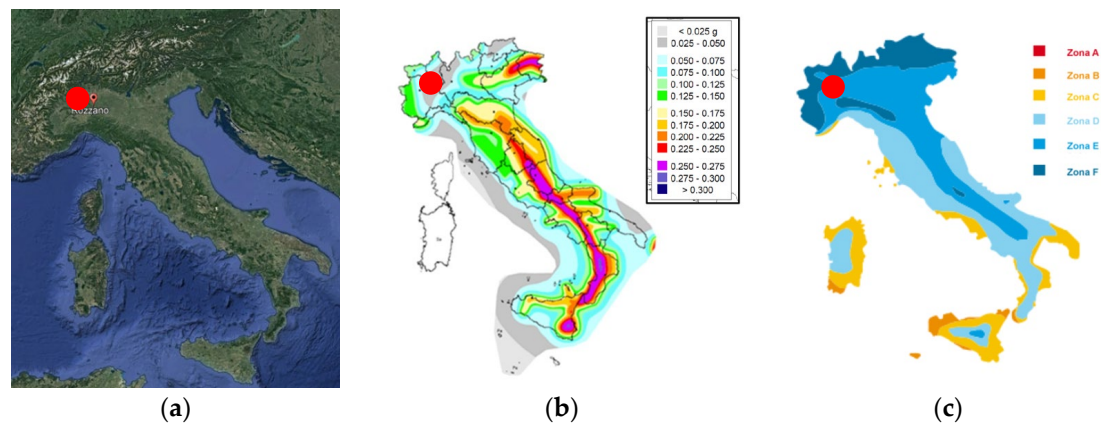 Rozzano
< 0.025 g
0.025 - 0.050
0.050 - 0.075
0.075 - 0.100
0.100 - 0.125
0.125 - 0.150
0.150 - 0.175
0.175 - 0.200
0.200 - 0.225
0.225 - 0.250
0.250 - 0.275
0.275 - 0.300
> 0.300
Zona A
Zona B
Zona C
Zona D
Zona E
Zona F
(a)
(b)
(c)